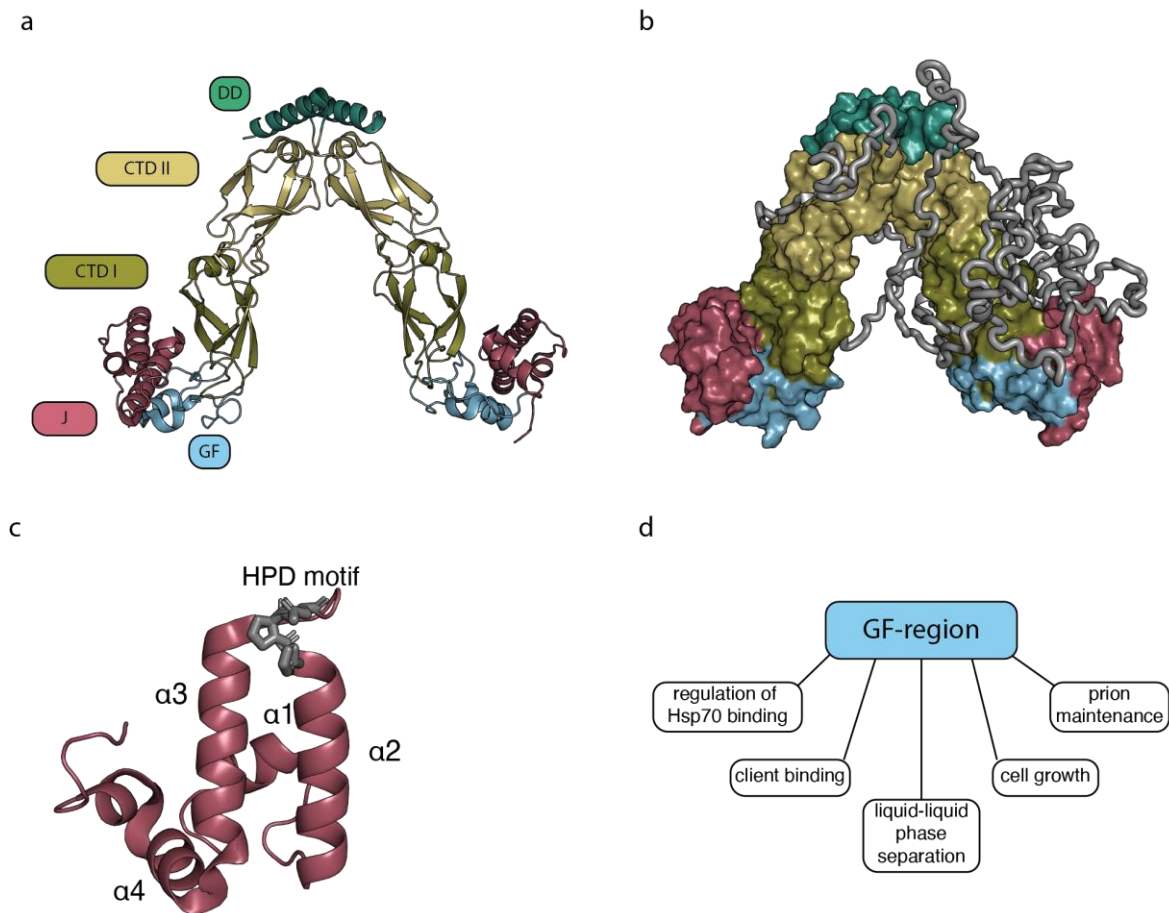 a
b
DD
CTD II
CTD I
J
GF
c
d
HPD motif
α3
α1
α2
α4
GF-region
regulation of
Hsp70 binding
prion
maintenance
client binding
cell growth
liquid-liquid
phase
separation